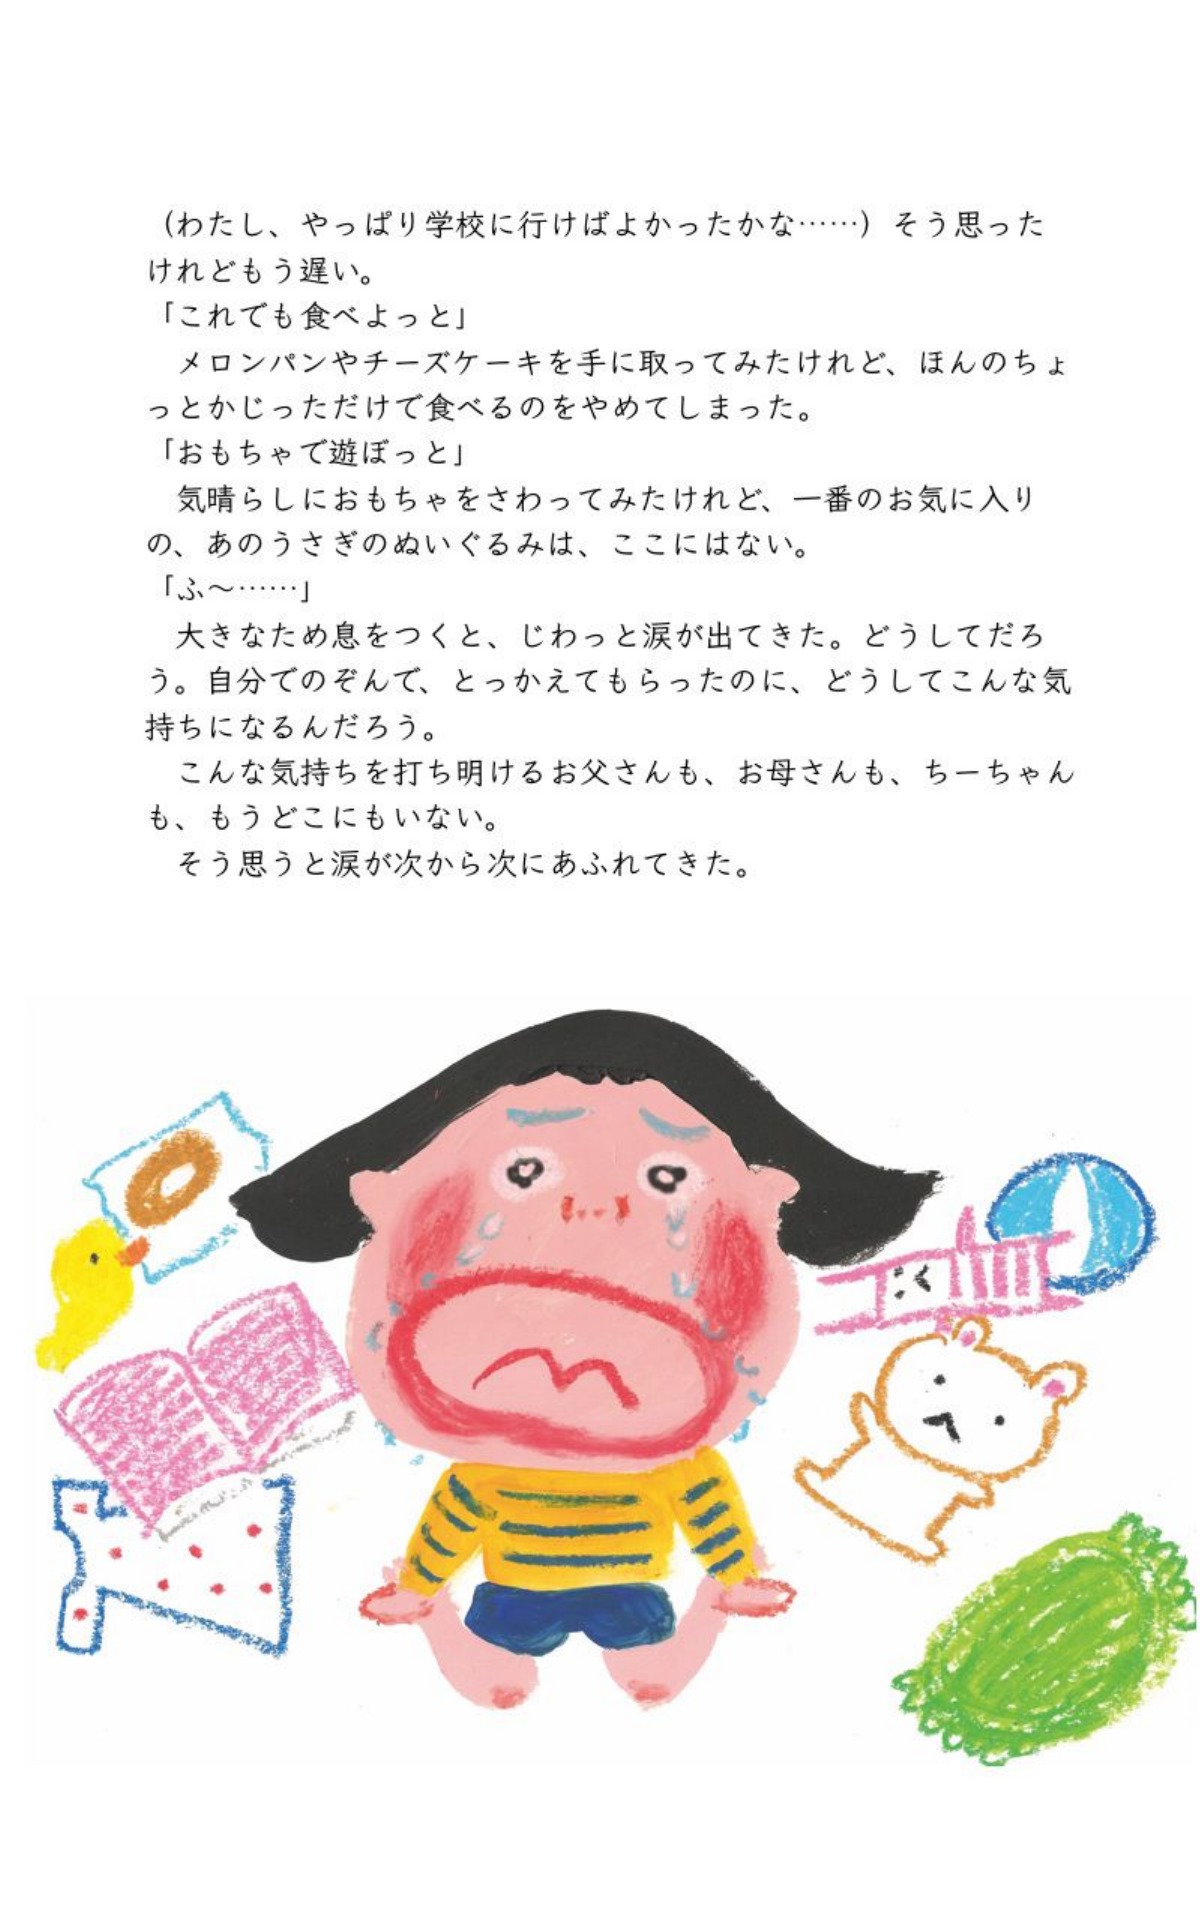 （わたし、やっぱり学校に行けばよかったかな……）そう思った
けれどもう遅い。
「これでも食べよっと」
　メロンパンやチーズケーキを手に取ってみたけれど、ほんのちょ
っとかじっただけで食べるのをやめてしまった。
「おもちゃで遊ぼっと」
　気晴らしにおもちゃをさわってみたけれど、一番のお気に入り
の、あのうさぎのぬいぐるみは、ここにはない。
「ふ〜……」
　大きなため息をつくと、じわっと涙が出てきた。どうしてだろ
う。自分でのぞんで、とっかえてもらったのに、どうしてこんな気
持ちになるんだろう。
　こんな気持ちを打ち明けるお父さんも、お母さんも、ちーちゃん
も、もうどこにもいない。
　そう思うと涙が次から次にあふれてきた。